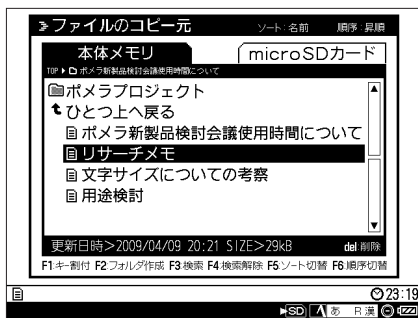 ファイルのコピー元 ソート:名前 順序:昇順
本体メモリ microSDカード
TOP ポメラ新製品検討会議使用時間について
ポメラプロジェクト
ひとつ上へ戻る
ポメラ新製品検討会議使用時間について
リサーチメモ
文字サイズについての考察
用途検討
更新日時>2009/04/09 20:21 SIZE>29kB del:削除
F1:キー割付 F2:フォルダ作成 F3:検索 F4:検索解除 F5:ソート切替 F6:順序切替
23:19
SD あ R漢